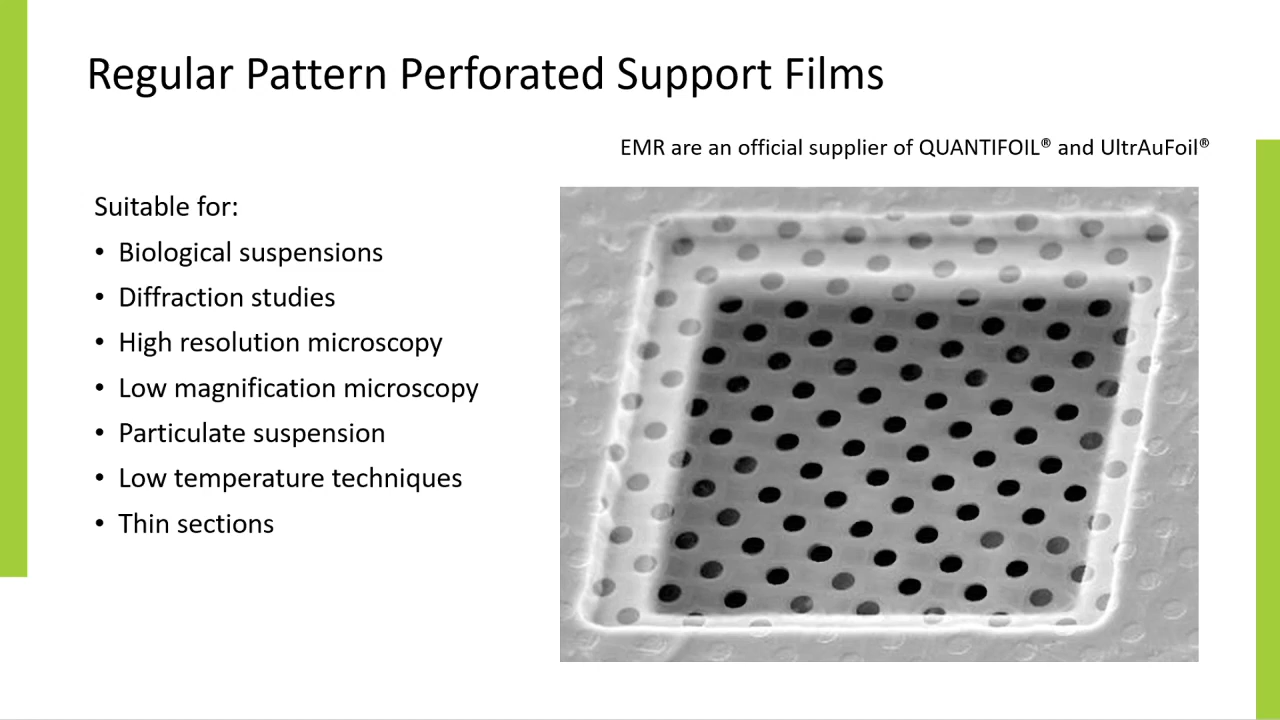 Regular Pattern Perforated Support Films
EMR are an official supplier of QUANTIFOIL® and UltrAuFoil®
Suitable for:
• Biological suspensions
• Diffraction studies
• High resolution microscopy
• Low magnification microscopy
• Particulate suspension
• Low temperature techniques
• Thin sections